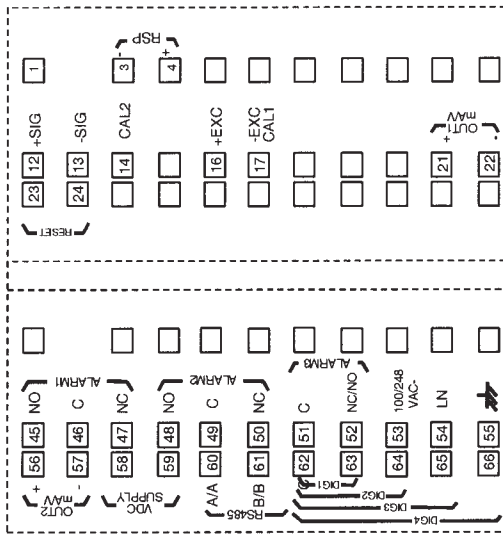 1
3
4
- RSP +
+SIG
-SIG
CAL2
+EXC
-EXC
CAL1
+ OUT1 -
mA/V
12
13
14
16
17
21
22
23
24
RESET
ALARM1
ALARM2
ALARM3
NO
C
NC
NO
C
NC
C
NC/NO
100/248
VAC-
LN
45
46
47
48
49
50
51
52
53
54
55
56
57
58
59
60
61
62
63
64
65
66
+ OUT2 -
mA/V
VDC
SUPPLY
A/A
B/B
RS485
C
DIG1
DIG2
DIG3
DIG4